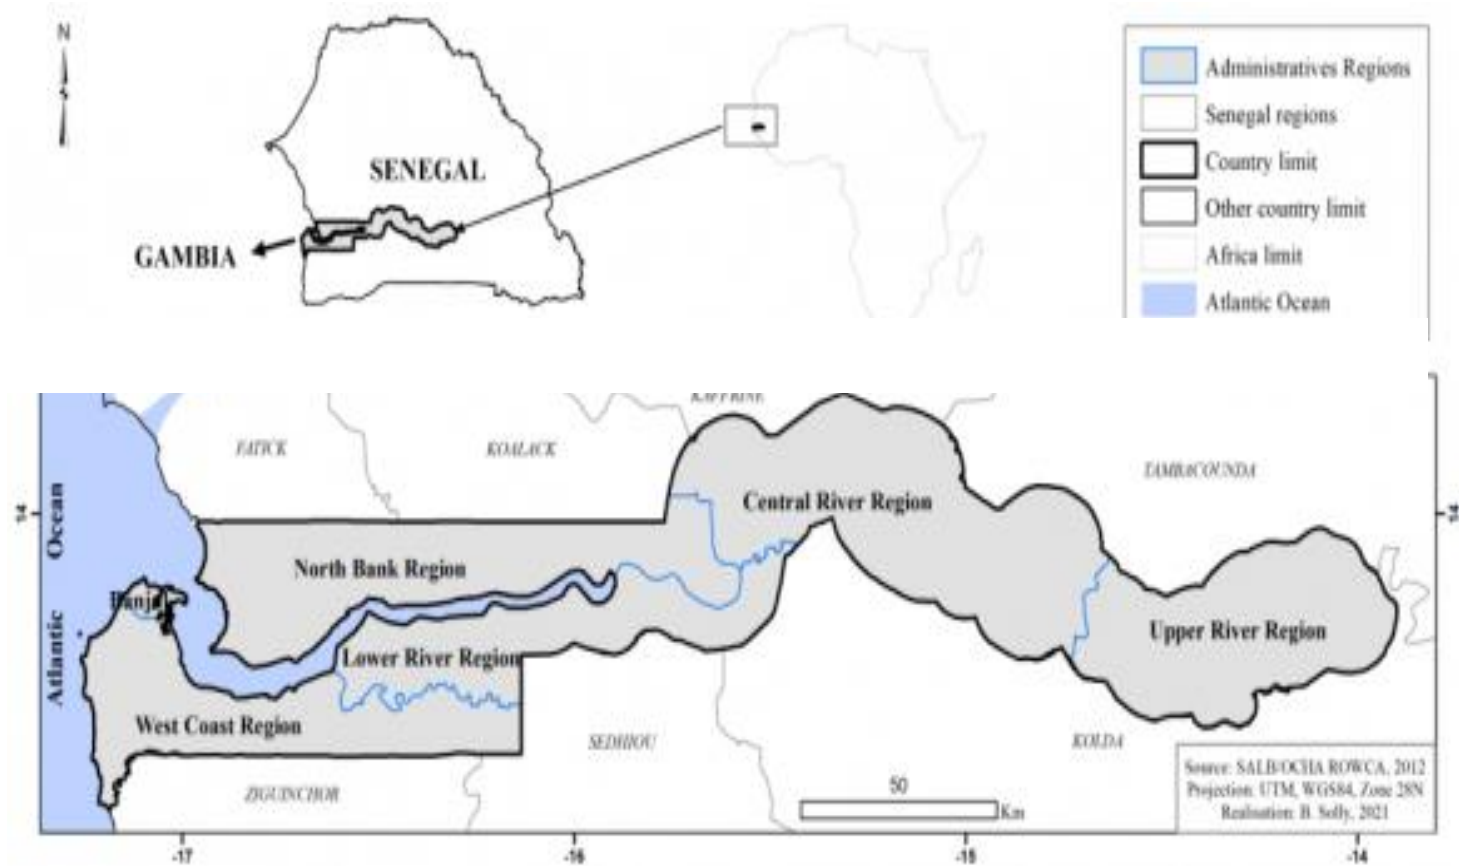 N
SENEGAL
GAMBIA
Administratives Regions
Senegal regions
Country limit
Other country limit
Africa limit
Atlantic Ocean
KAFFRINE
FATICK
KOALACK
TAMBACOUNDA
14
14
Atlantic Ocean
Central River Region
North Bank Region
Banjul
Upper River Region
Lower River Region
West Coast Region
SEDHIOU
KOLDA
ZIGUINCHOR
50
Km
Source: SALB/OCHA ROWCA, 2012
Projection: UTM, WGS84, Zone 28N
Realisation: B. Solly, 2021
-17
-16
-15
-14